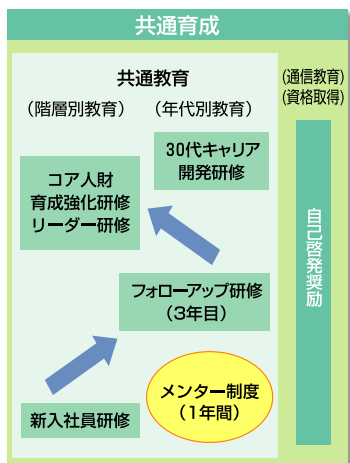 共通育成
共通教育
（階層別教育）
（年代別教育）
(通信教育)
(資格取得)
30代キャリア
開発研修
コア人財
育成強化研修
リーダー研修
自己啓発奨励
フォローアップ研修
（3年目）
メンター制度
（1年間）
新入社員研修